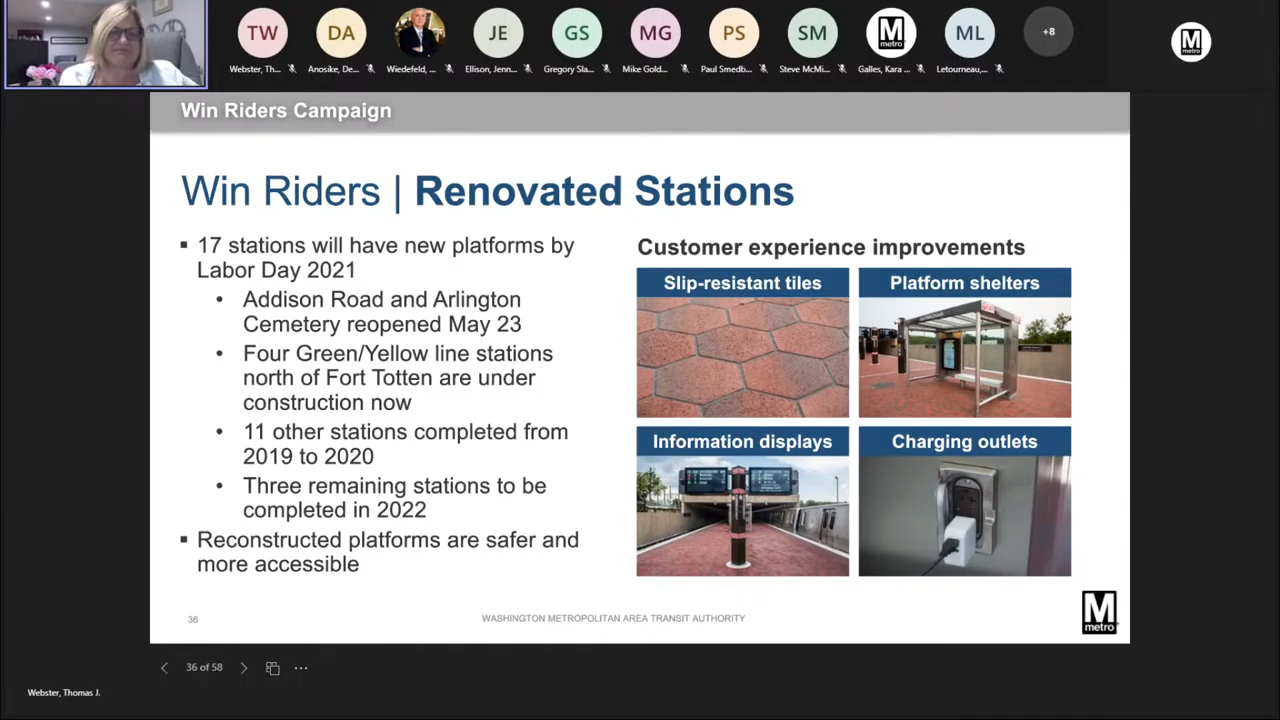 TW
DA
JE
GS
MG
PS
SM
M
metro
ML
+8
M
metro
Webster, Th...
Anosike, De...
Wiedefeld, ...
Ellison, Jenn...
Gregory Sla...
Mike Gold...
Paul Smedb...
Steve McMi...
Galles, Kara ...
Letourneau,...
Win Riders Campaign
Win Riders | Renovated Stations
▪ 17 stations will have new platforms by
Labor Day 2021
• Addison Road and Arlington
Cemetery reopened May 23
• Four Green/Yellow line stations
north of Fort Totten are under
construction now
• 11 other stations completed from
2019 to 2020
• Three remaining stations to be
completed in 2022
▪ Reconstructed platforms are safer and
more accessible
Customer experience improvements
Slip-resistant tiles
Platform shelters
Information displays
Charging outlets
36
WASHINGTON METROPOLITAN AREA TRANSIT AUTHORITY
M
metro
36 of 58
Webster, Thomas J.